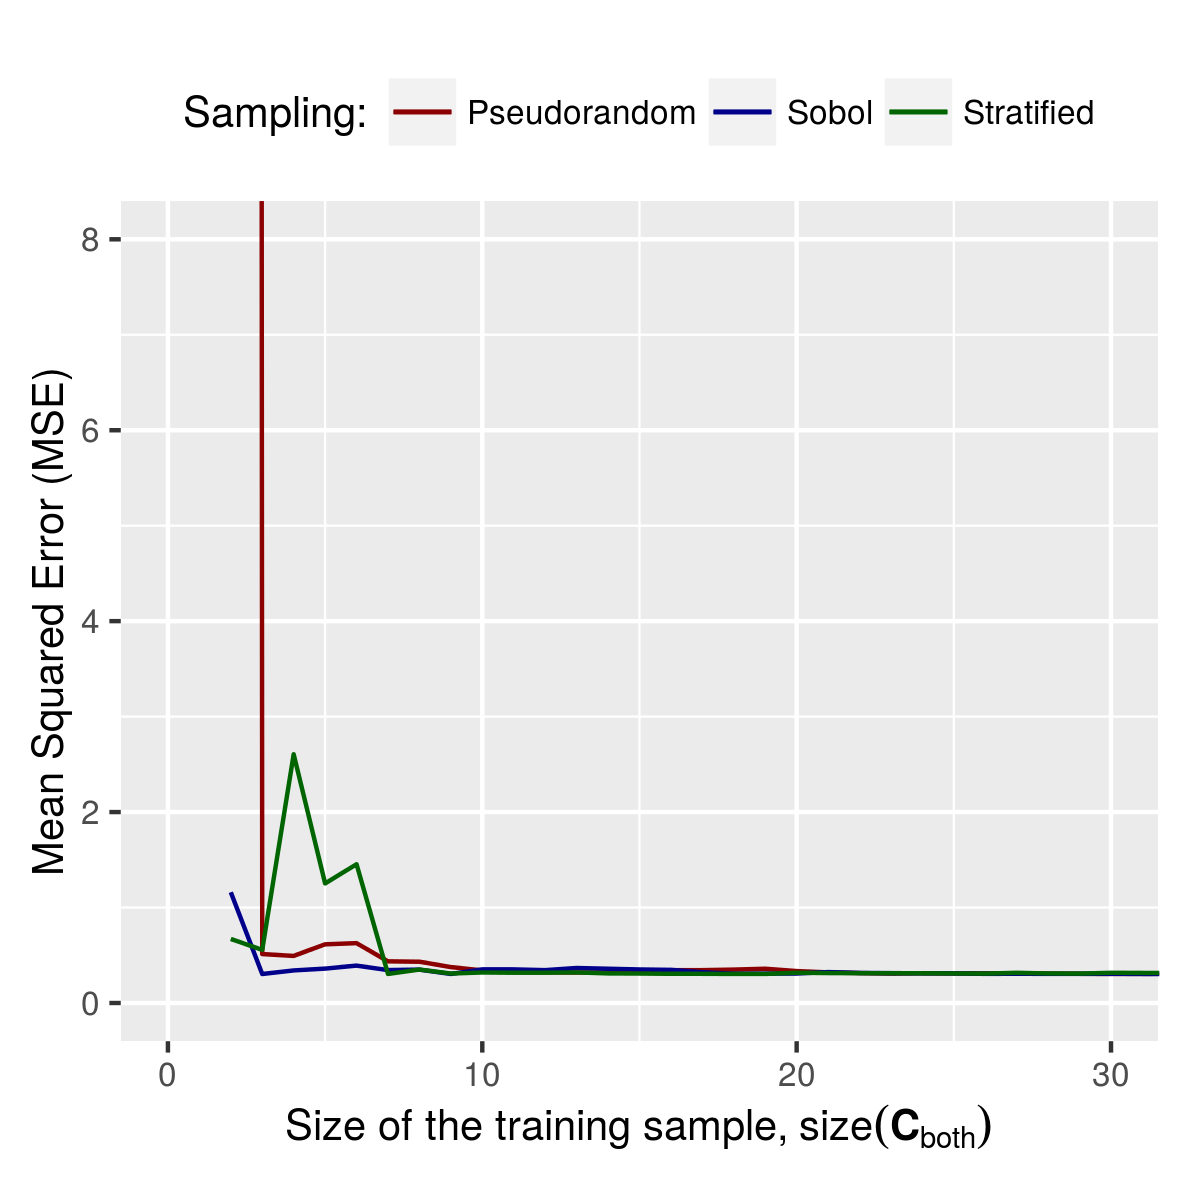 Sampling: Pseudorandom Sobol Stratified
8
6
4
2
0
Mean Squared Error (MSE)
0 10 20 30
Size of the training sample, size(C_both)